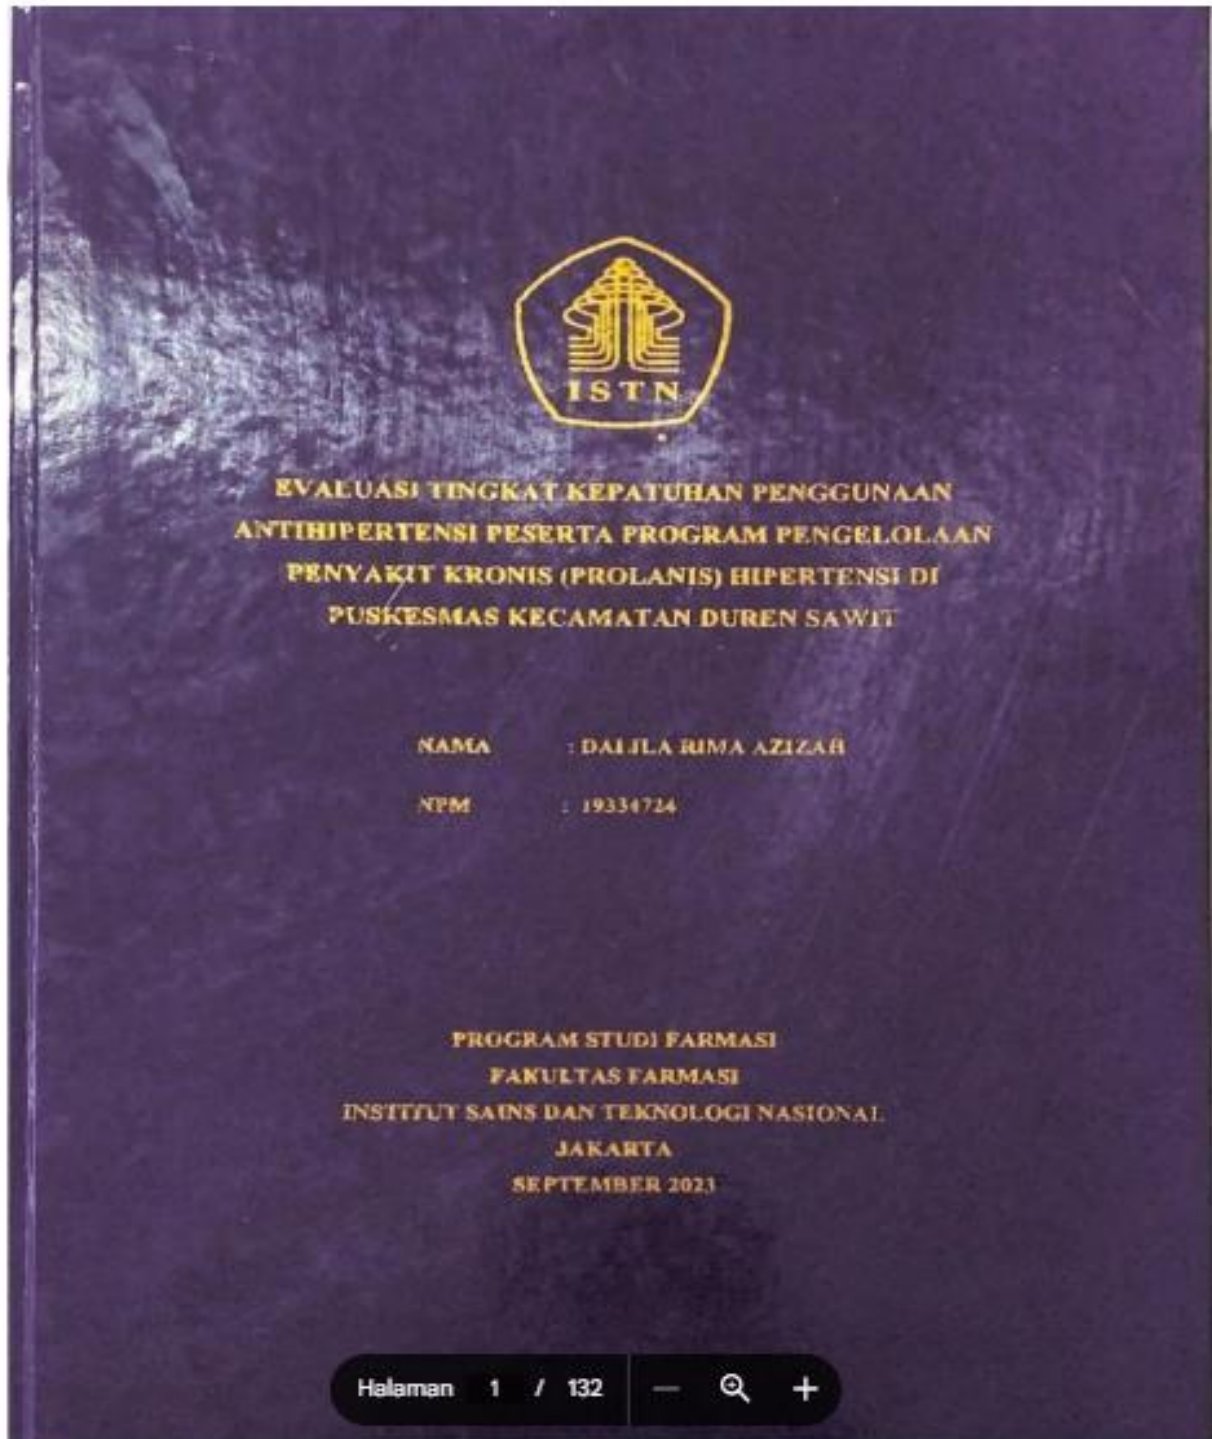 ISTN
EVALUASI TINGKAT KEPATUHAN PENGGUNAAN
ANTIHIPERTENSI PESERTA PROGRAM PENGELOLAAN
PENYAKIT KRONIS (PROLANIS) HIPERTENSI DI
PUSKESMAS KECAMATAN DUREN SAWIT
NAMA : DALILA RIMA AZIZAH
NPM : 19334724
PROGRAM STUDI FARMASI
FAKULTAS FARMASI
INSTITUT SAINS DAN TEKNOLOGI NASIONAL
JAKARTA
SEPTEMBER 2023
Halaman 1 / 132